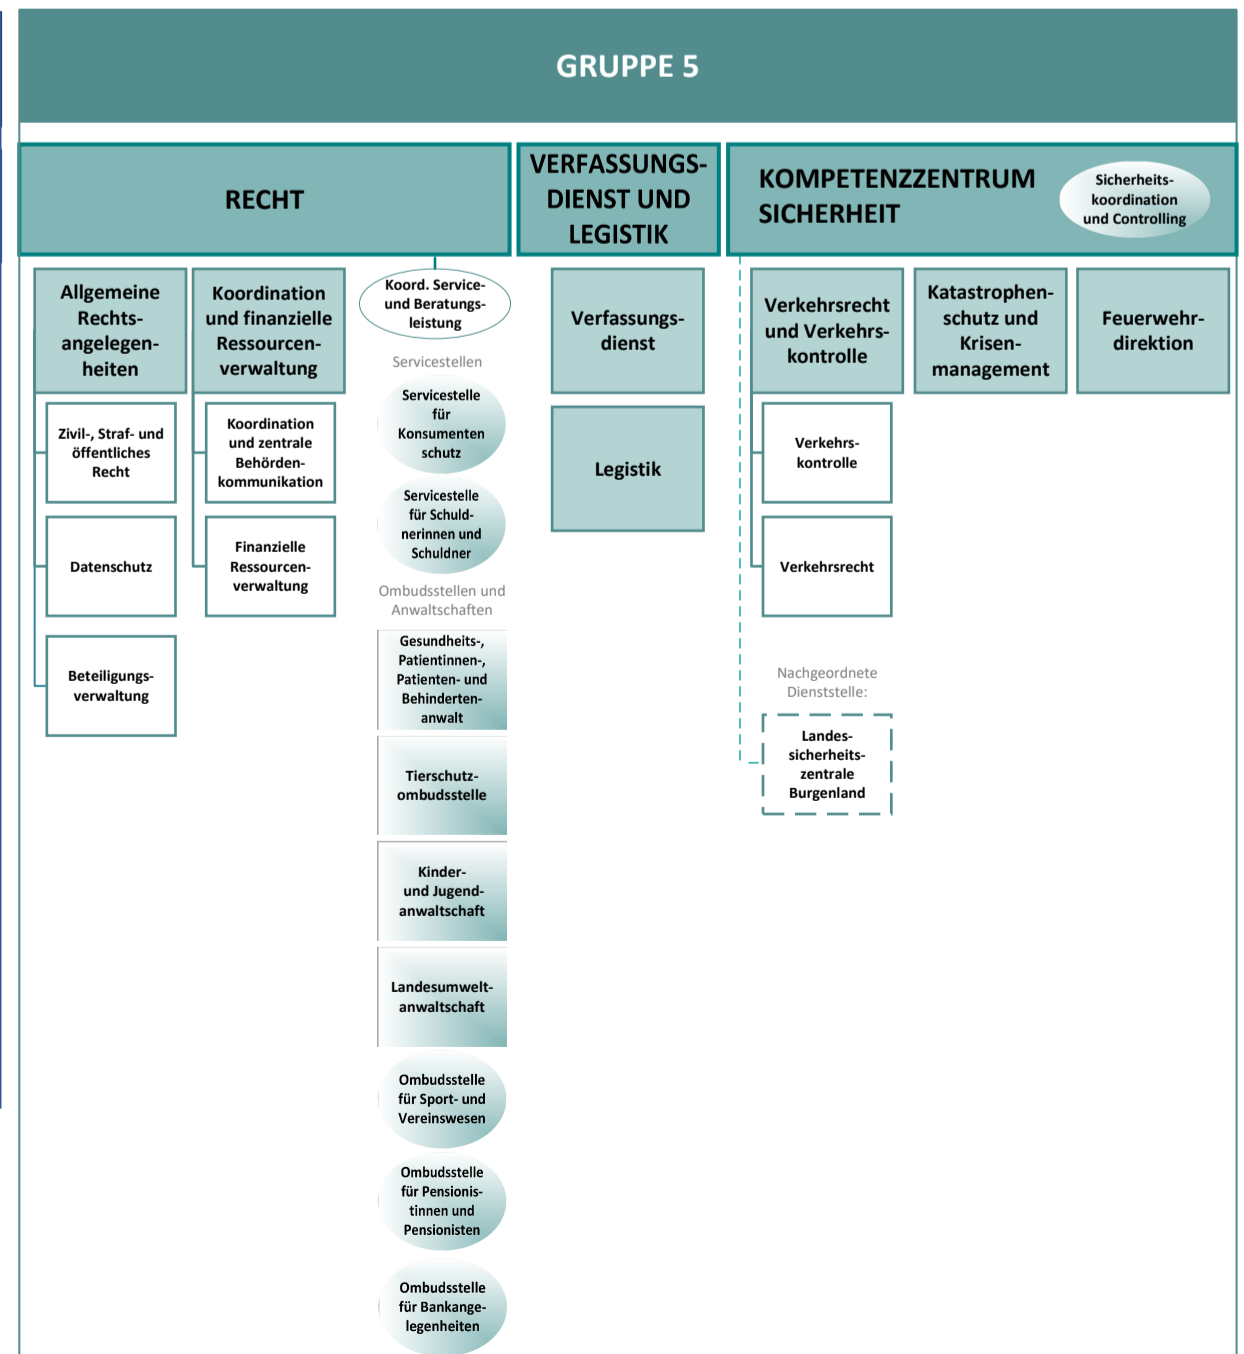 GRUPPE 5
RECHT
VERFASSUNGS-
DIENST UND
LEGISTIK
KOMPETENZZENTRUM
SICHERHEIT
Sicherheits-
koordination
und Controlling
Allgemeine
Rechts-
angelegen-
heiten
Zivil-, Straf- und
öffentliches
Recht
Datenschutz
Beteiligungs-
verwaltung
Koordination
und finanzielle
Ressourcen-
verwaltung
Koordination
und zentrale
Behörden-
kommunikation
Finanzielle
Ressourcen-
verwaltung
Koord. Service-
und Beratungs-
leistung
Servicestellen
Servicestelle
für
Konsumenten
schutz
Servicestelle
für Schuld-
nerinnen und
Schuldner
Ombudsstellen und
Anwaltschaften
Gesundheits-,
Patientinnen-,
Patienten- und
Behinderten-
anwalt
Tierschutz-
ombudsstelle
Kinder-
und Jugend-
anwaltschaft
Landesumwelt-
anwaltschaft
Ombudsstelle
für Sport- und
Vereinswesen
Ombudsstelle
für Pensionis-
tinnen und
Pensionisten
Ombudsstelle
für Bankange-
legenheiten
Verfassungs-
dienst
Legistik
Verkehrsrecht
und Verkehrs-
kontrolle
Verkehrs-
kontrolle
Verkehrsrecht
Nachgeordnete
Dienststelle:
Landes-
sicherheits-
zentrale
Burgenland
Katastrophen-
schutz und
Krisen-
management
Feuerwehr-
direktion